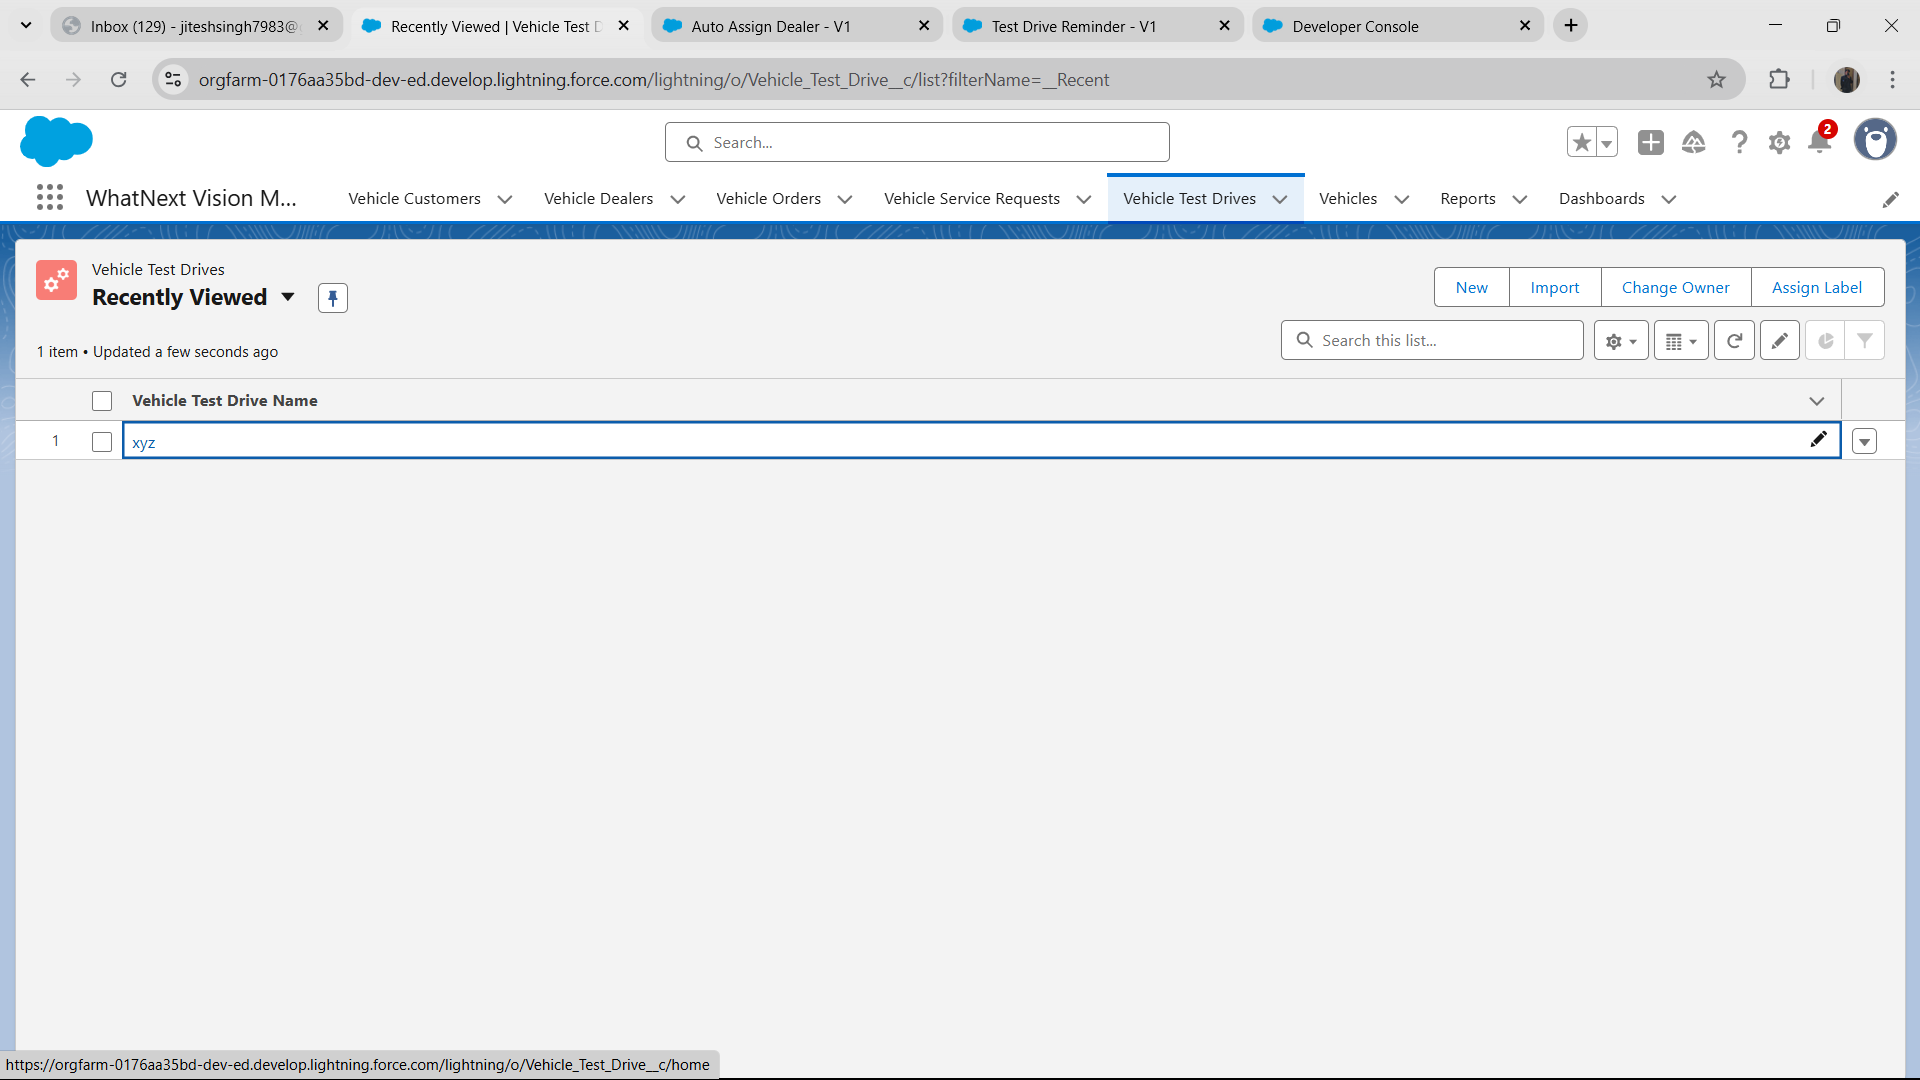 Inbox (129) - jiteshsingh7983@
Recently Viewed | Vehicle Test D
Auto Assign Dealer - V1
Test Drive Reminder - V1
Developer Console
orgfarm-0176aa35bd-dev-ed.develop.lightning.force.com/lightning/o/Vehicle_Test_Drive__c/list?filterName=__Recent
Search...
2
WhatNext Vision M...
Vehicle Customers
Vehicle Dealers
Vehicle Orders
Vehicle Service Requests
Vehicle Test Drives
Vehicles
Reports
Dashboards
Vehicle Test Drives
Recently Viewed
New
Import
Change Owner
Assign Label
1 item • Updated a few seconds ago
Search this list...
Vehicle Test Drive Name
1
xyz
https://orgfarm-0176aa35bd-dev-ed.develop.lightning.force.com/lightning/o/Vehicle_Test_Drive__c/home